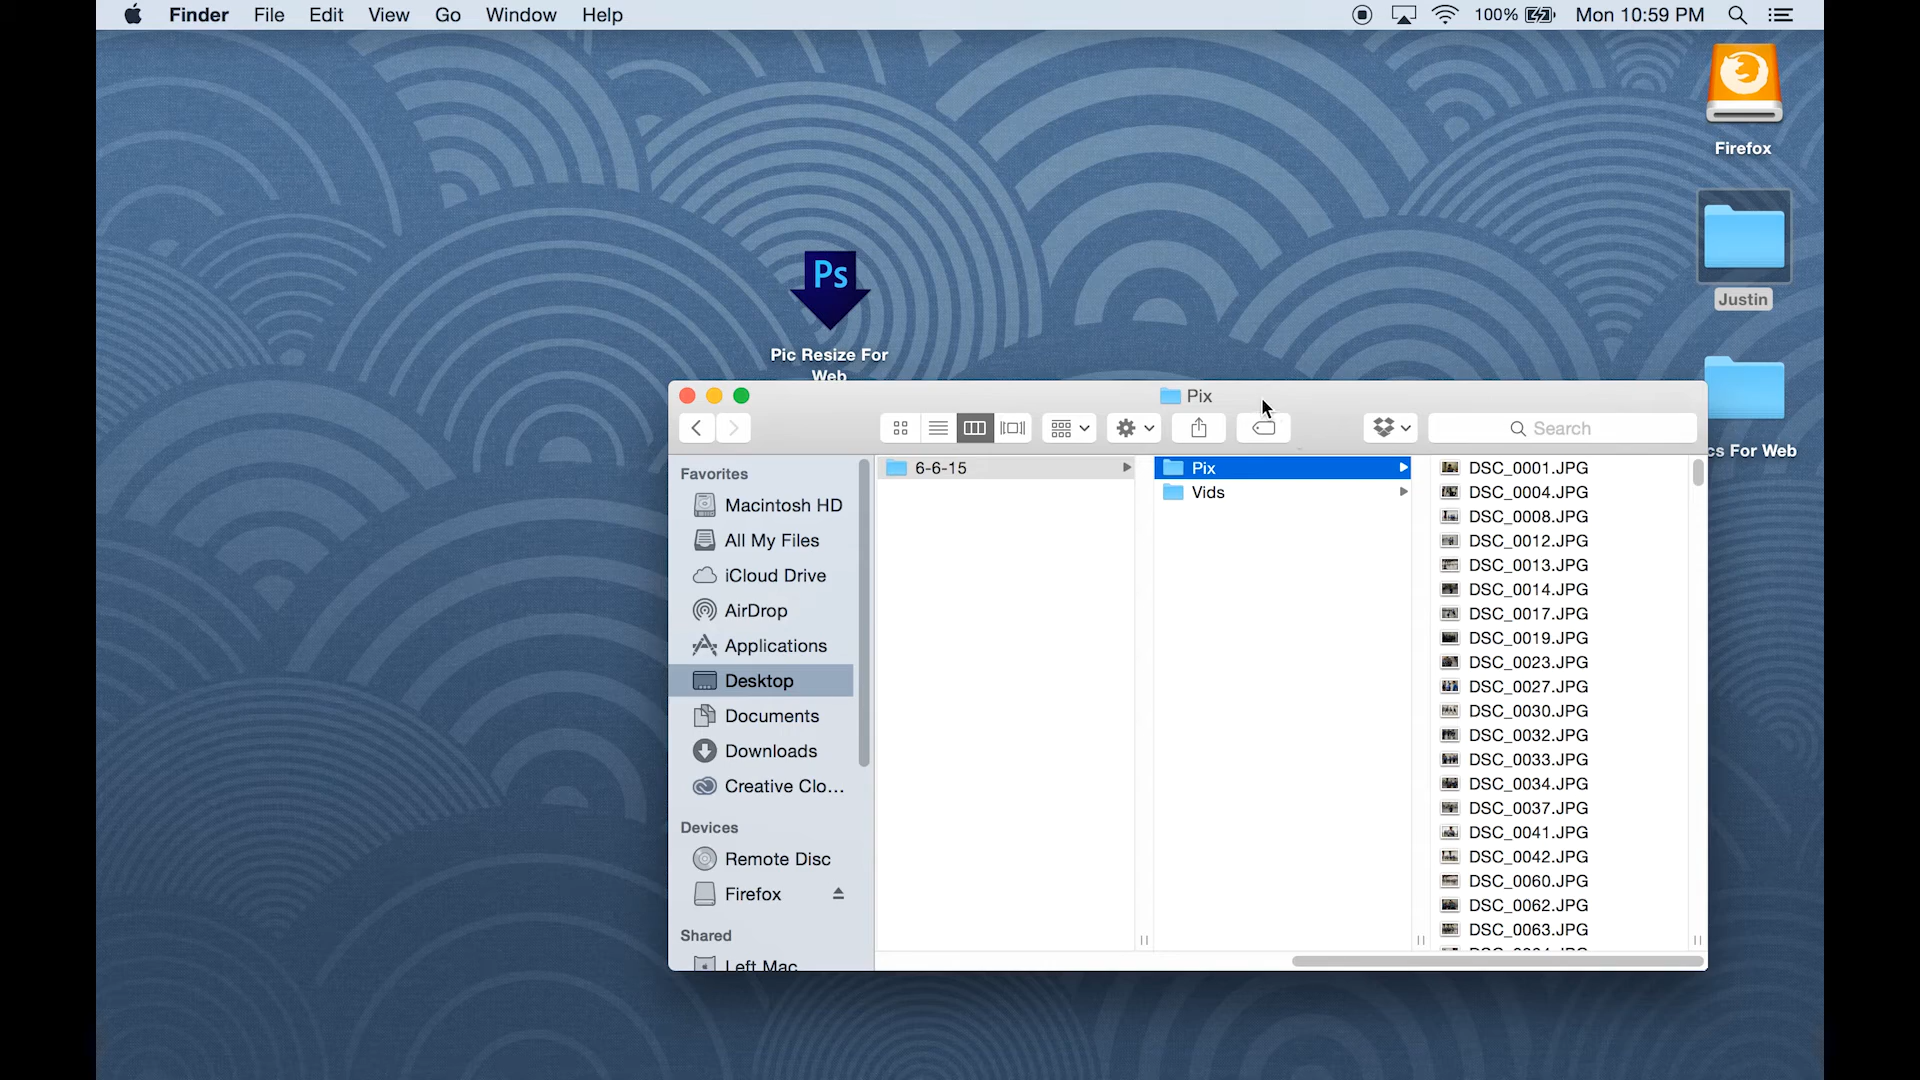 Finder File Edit View Go Window Help 100% Mon 10:59 PM
Firefox
Justin
Ps
Pic Resize For
Web
cs For Web
Pix
Search
Favorites
Macintosh HD
All My Files
iCloud Drive
AirDrop
Applications
Desktop
Documents
Downloads
Creative Clo...
Devices
Remote Disc
Firefox
Shared
Left Mac
6-6-15
Pix
Vids
DSC_0001.JPG
DSC_0004.JPG
DSC_0008.JPG
DSC_0012.JPG
DSC_0013.JPG
DSC_0014.JPG
DSC_0017.JPG
DSC_0019.JPG
DSC_0023.JPG
DSC_0027.JPG
DSC_0030.JPG
DSC_0032.JPG
DSC_0033.JPG
DSC_0034.JPG
DSC_0037.JPG
DSC_0041.JPG
DSC_0042.JPG
DSC_0060.JPG
DSC_0062.JPG
DSC_0063.JPG